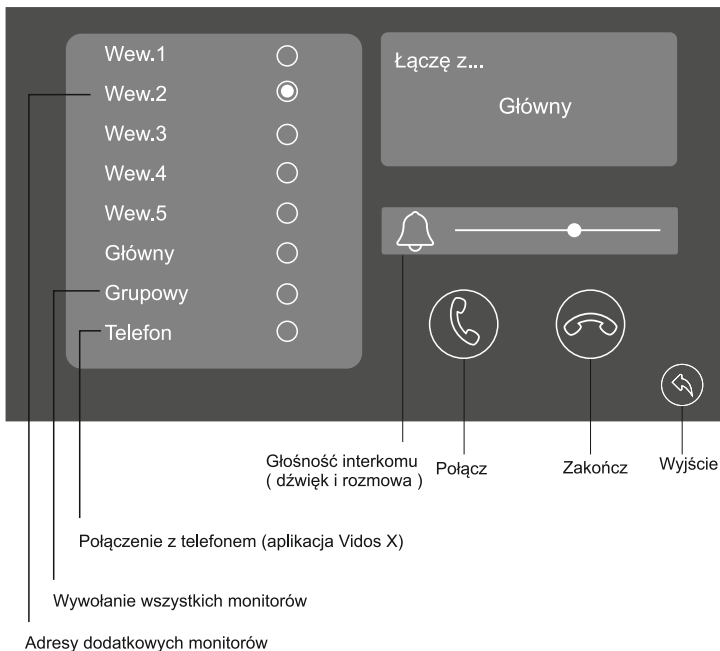 Wew.1
Wew.2
Wew.3
Wew.4
Wew.5
Główny
Grupowy
Telefon
Łączę z...
Główny
Głośność interkomu
( dźwięk i rozmowa )
Połącz
Zakończ
Wyjście
Połączenie z telefonem (aplikacja Vidos X)
Wywołanie wszystkich monitorów
Adresy dodatkowych monitorów